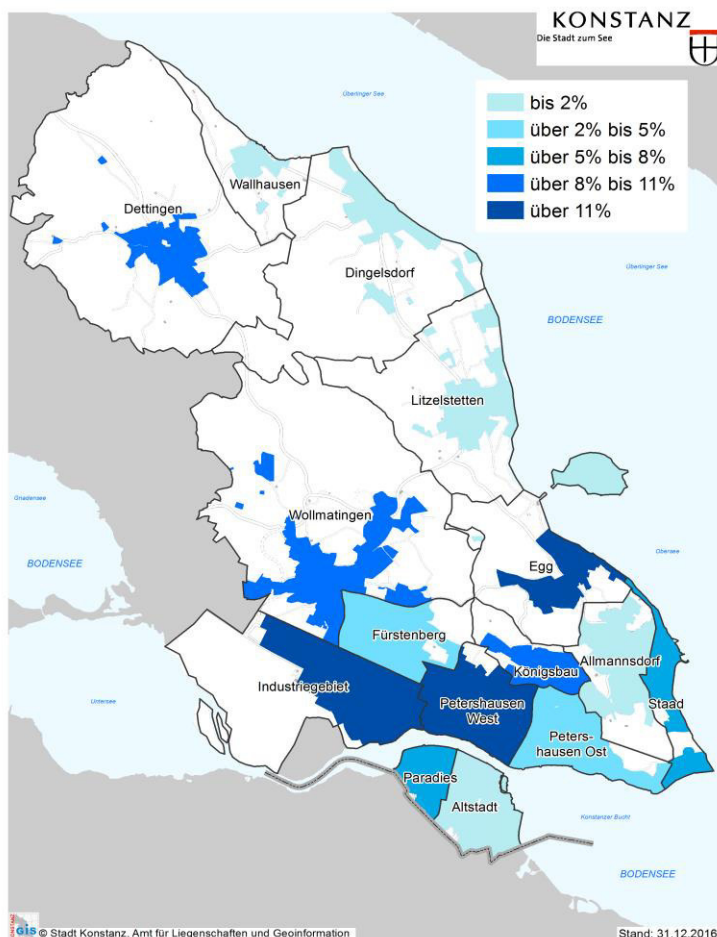 KONSTANZ
Die Stadt zum See
bis 2%
über 2% bis 5%
über 5% bis 8%
über 8% bis 11%
über 11%
Überlinger See
Wallhausen
Dettingen
Dingelsdorf
Überlinger See
BODENSEE
Litzelstetten
Gnadensee
Wollmatingen
Obersee
BODENSEE
Egg
Fürstenberg
Allmannsdorf
Königsbau
Industriegebiet
Untersee
Petershausen
West
Staad
Peters-
hausen Ost
Paradies
Altstadt
Konstanzer Bucht
BODENSEE
KONSTANZ
GIS © Stadt Konstanz, Amt für Liegenschaften und Geoinformation
Stand: 31.12.2016